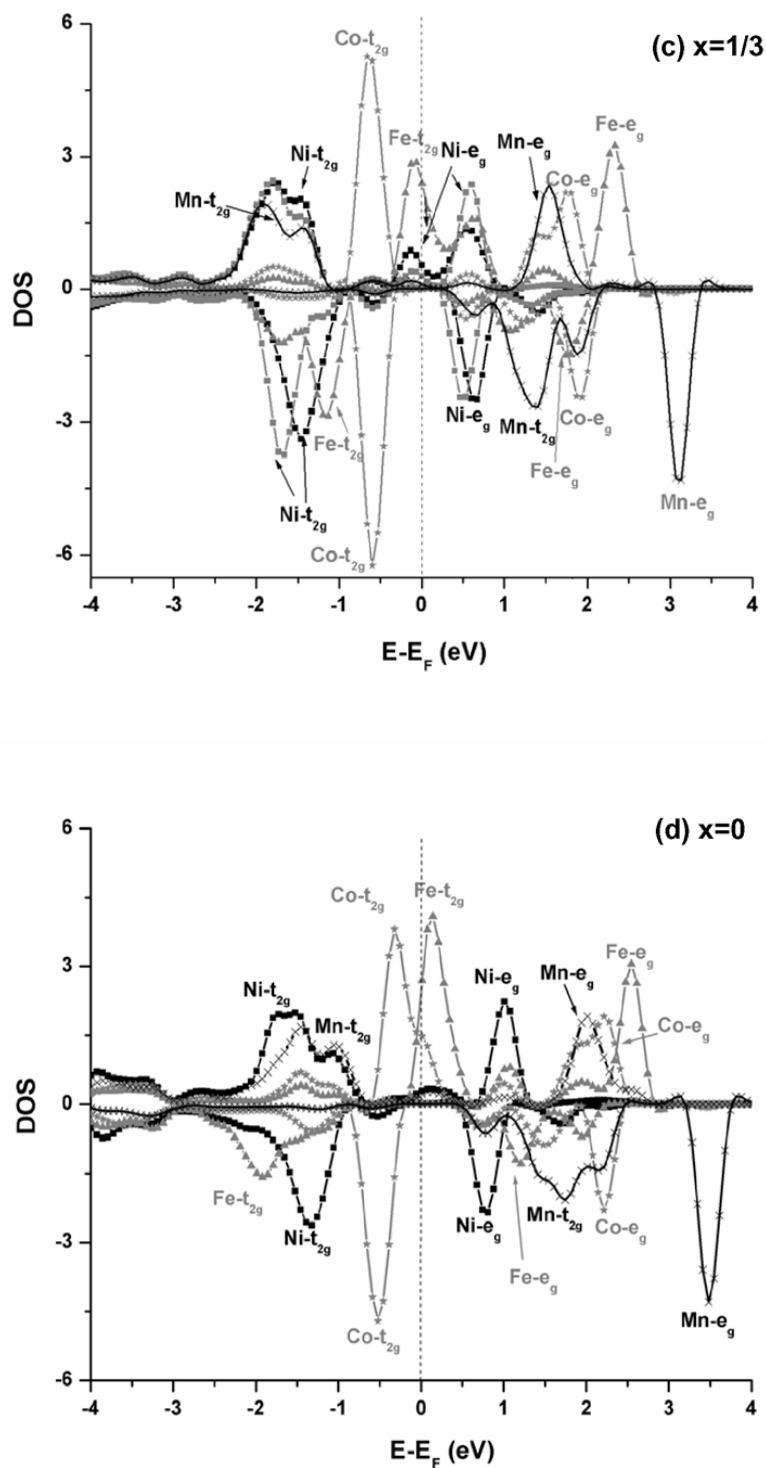 (c) x=1/3
6
3
0
-3
-6
DOS
Co-t2g
Fe-t2g
Ni-t2g
Ni-eg
Mn-eg
Co-eg
Fe-eg
Mn-t2g
Ni-eg
Fe-t2g
Mn-t2g
Co-eg
Fe-eg
Mn-eg
Ni-t2g
Co-t2g
-4 -3 -2 -1 0 1 2 3 4
E-EF (eV)
(d) x=0
6
3
0
-3
-6
DOS
Co-t2g
Fe-t2g
Ni-t2g
Mn-t2g
Ni-eg
Mn-eg
Fe-eg
Co-eg
Fe-t2g
Ni-t2g
Ni-eg
Mn-t2g
Co-eg
Fe-eg
Co-t2g
Mn-eg
-4 -3 -2 -1 0 1 2 3 4
E-EF (eV)